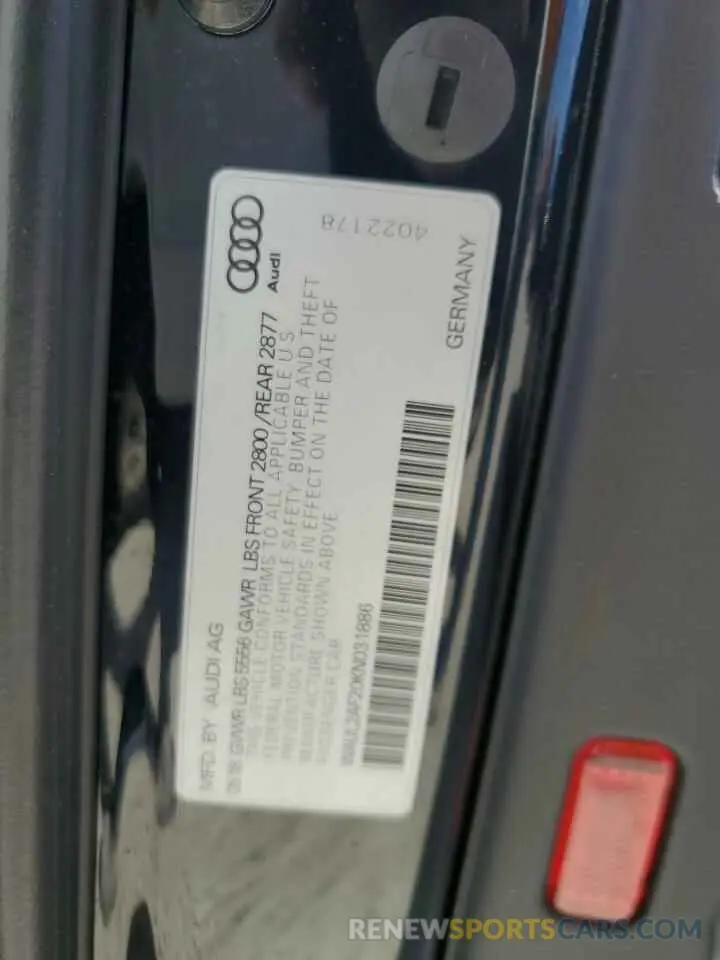 4022178
Audi
GERMANY
MFD. BY AUDI AG
GVWR LBS 5556 GAWR LBS FRONT 2800 /REAR 2877
THIS VEHICLE CONFORMS TO ALL APPLICABLE U S
FEDERAL MOTOR VEHICLE SAFETY BUMPER AND THEFT
PREVENTION STANDARDS IN EFFECT ON THE DATE OF
MANUFACTURE SHOWN ABOVE
PASSENGER CAR
WAUL2AF20KN031886
RENEWSPORTSCARS.COM